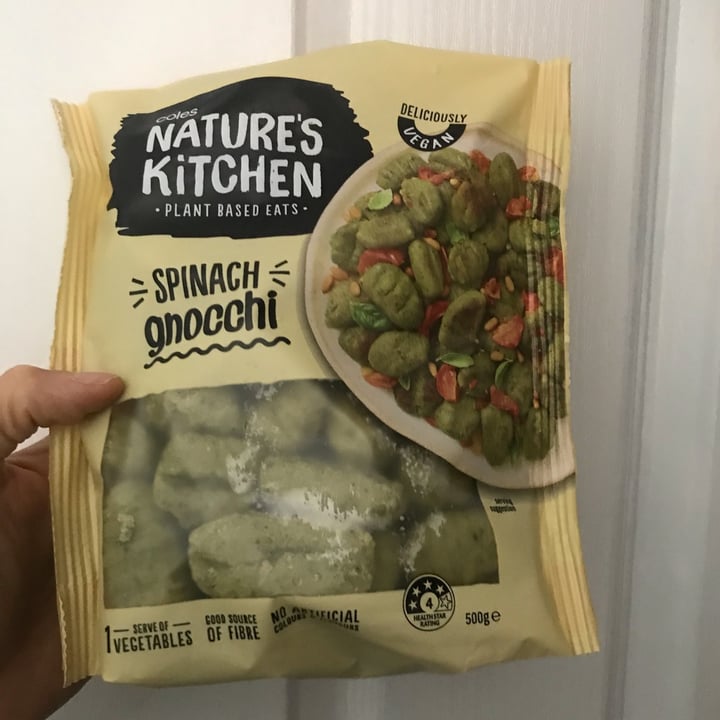 coles
NATURE'S
KITCHEN
• PLANT BASED EATS •
DELICIOUSLY
VEGAN
SPINACH
gnocchi
serving
suggestion
1 SERVE OF
VEGETABLES
GOOD SOURCE
OF FIBRE
NO ARTIFICIAL
COLOURS
4
HEALTH STAR
RATING
500g e